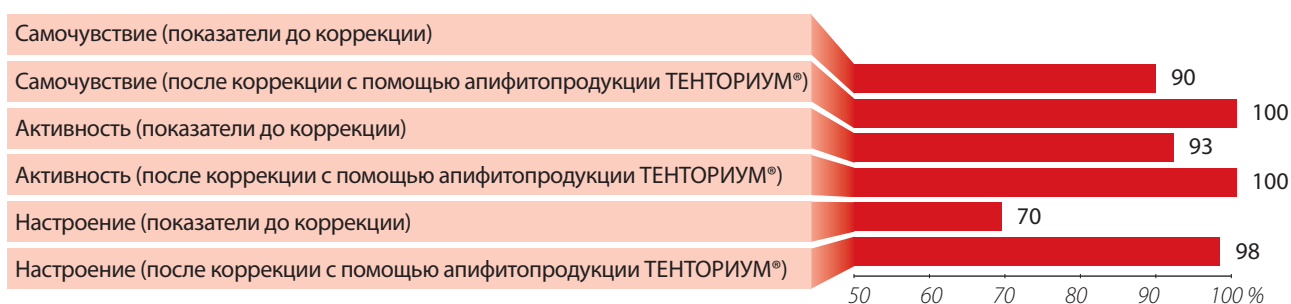 Самочувствие (показатели до коррекции)
Самочувствие (после коррекции с помощью апифитопродукции ТЕНТОРИУМ®)
90
Активность (показатели до коррекции)
100
93
Активность (после коррекции с помощью апифитопродукции ТЕНТОРИУМ®)
100
Настроение (показатели до коррекции)
70
Настроение (после коррекции с помощью апифитопродукции ТЕНТОРИУМ®)
98
50 60 70 80 90 100 %